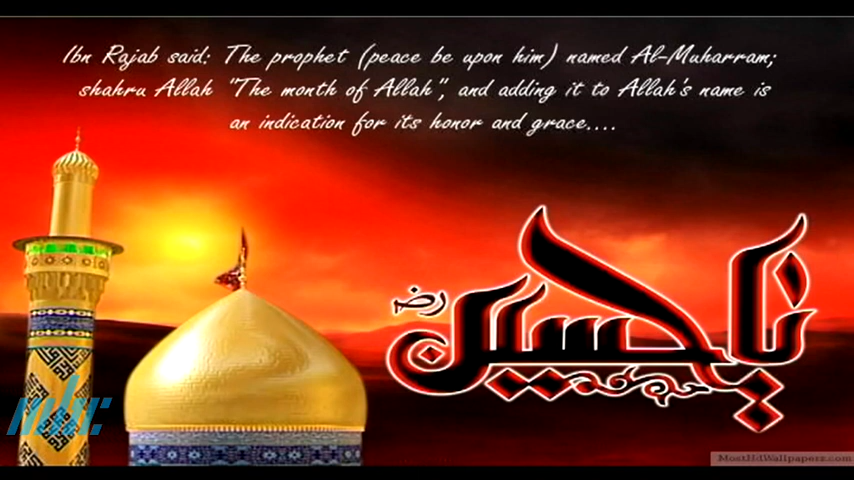 Ibn Rajab said: The prophet (peace be upon him) named Al-Muharram;
shahru Allah "The month of Allah", and adding it to Allah's name is
an indication for its honor and grace....
يا حسين رض
mhc
MostHdWallpapers.com